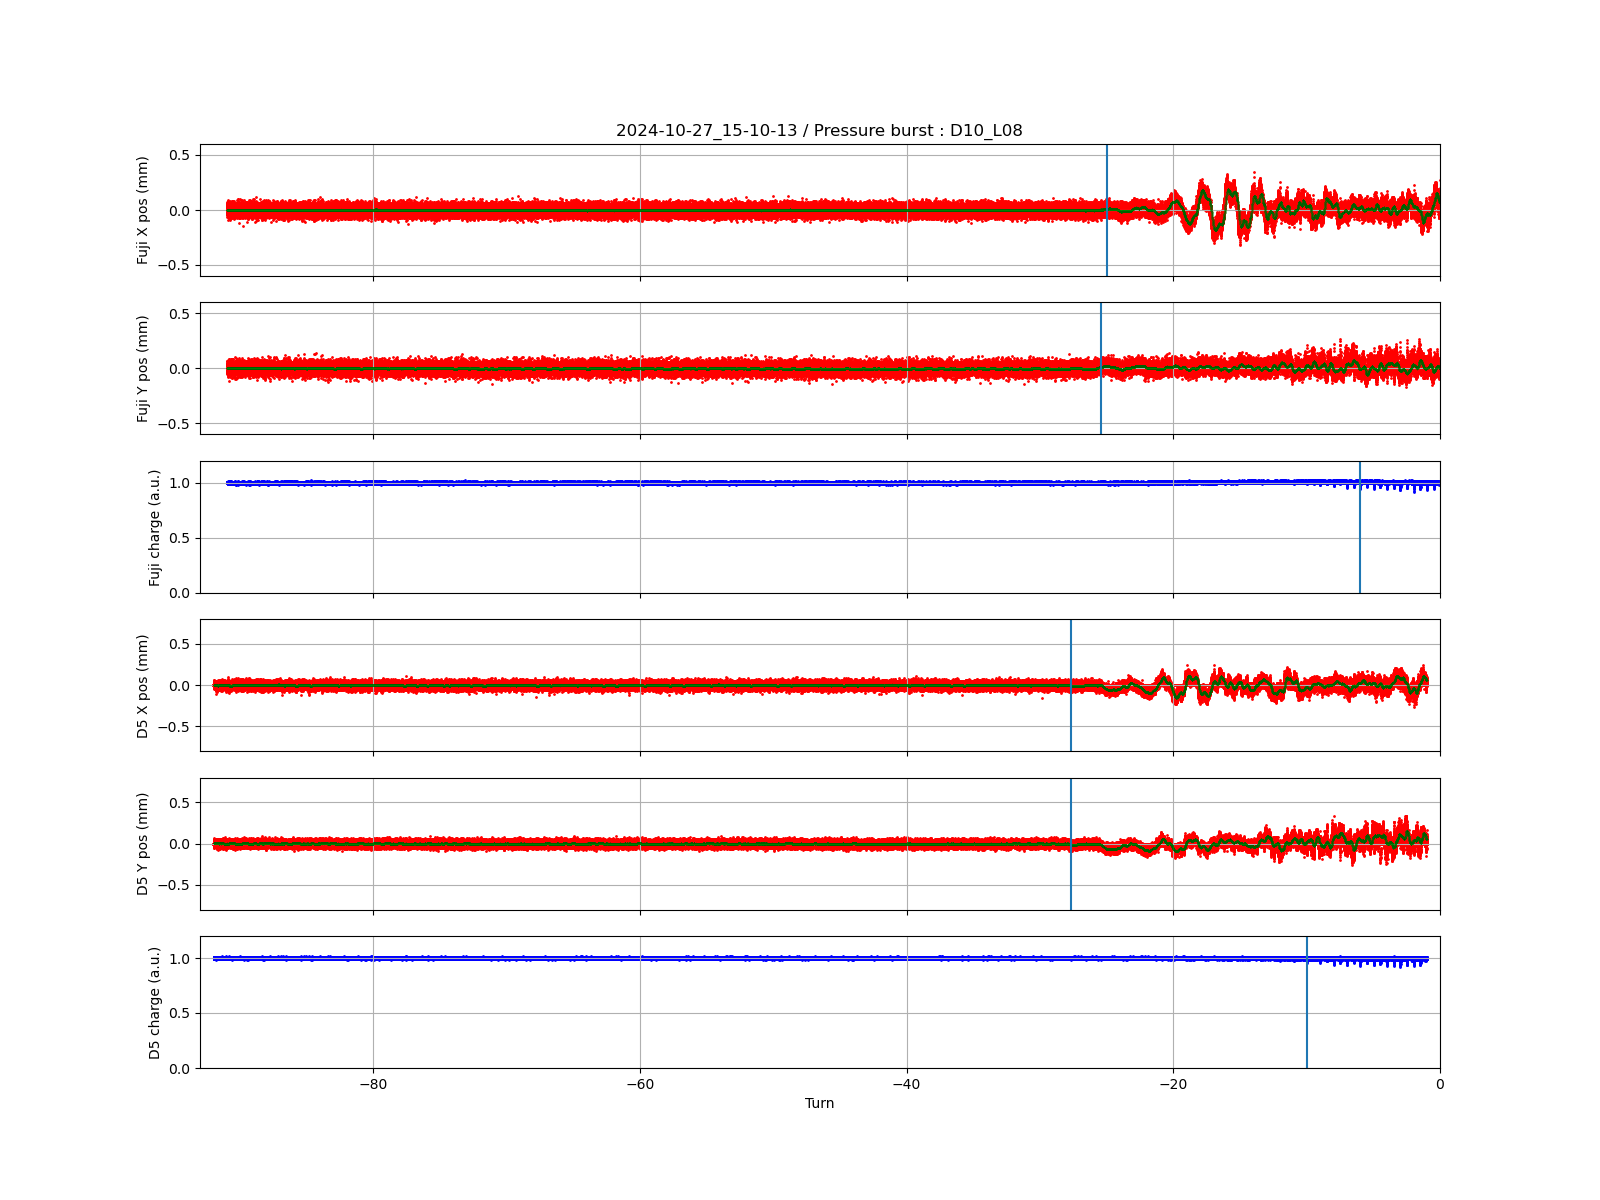 2024-10-27_15-10-13 / Pressure burst : D10_L08
Fuji X pos (mm)
0.5
0.0
−0.5
Fuji Y pos (mm)
0.5
0.0
−0.5
Fuji charge (a.u.)
1.0
0.5
0.0
D5 X pos (mm)
0.5
0.0
−0.5
D5 Y pos (mm)
0.5
0.0
−0.5
D5 charge (a.u.)
1.0
0.5
0.0
−80 −60 −40 −20 0
Turn